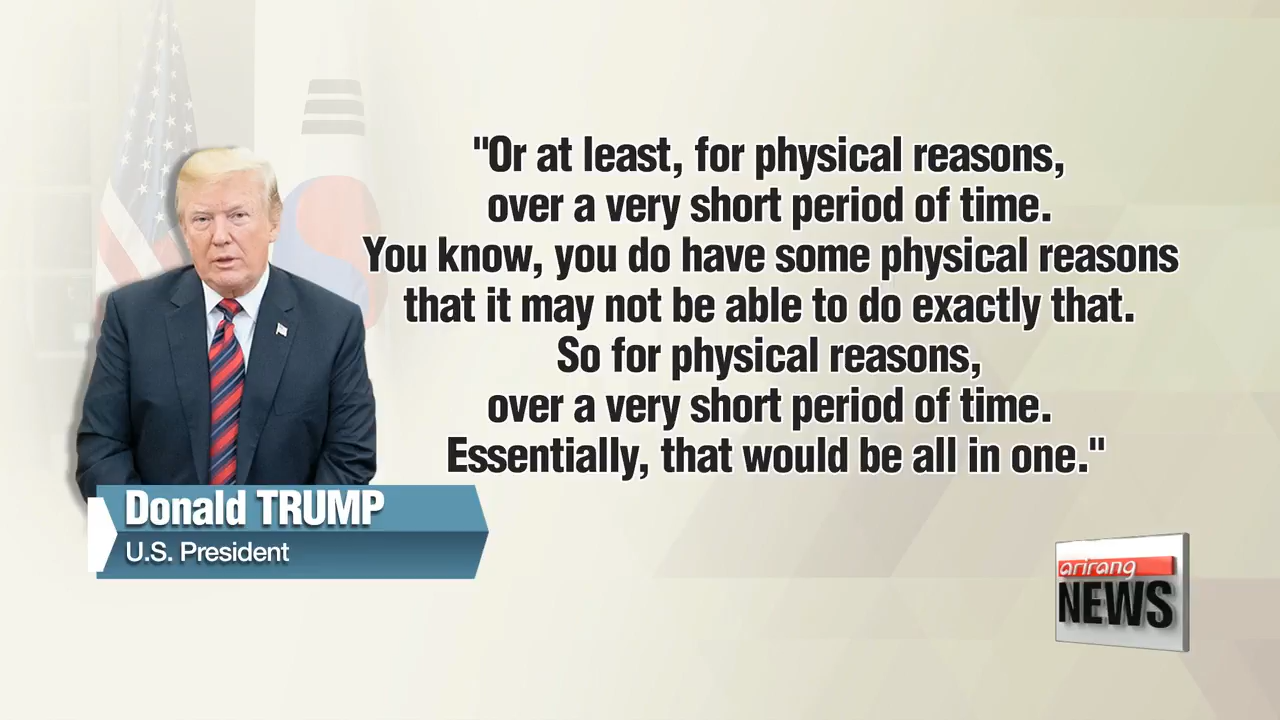 "Or at least, for physical reasons,
over a very short period of time.
You know, you do have some physical reasons
that it may not be able to do exactly that.
So for physical reasons,
over a very short period of time.
Essentially, that would be all in one."
Donald TRUMP
U.S. President
arirang
NEWS